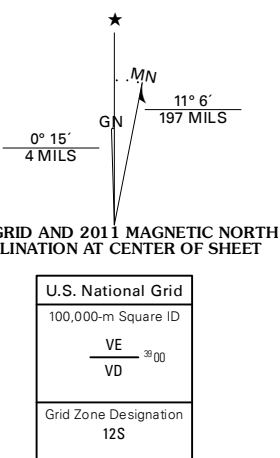 ★
MN
GN
11° 6´
197 MILS
0° 15´
4 MILS
GRID AND 2011 MAGNETIC NORTH
LINATION AT CENTER OF SHEET
U.S. National Grid
100,000-m Square ID
VE
3900
VD
Grid Zone Designation
12S